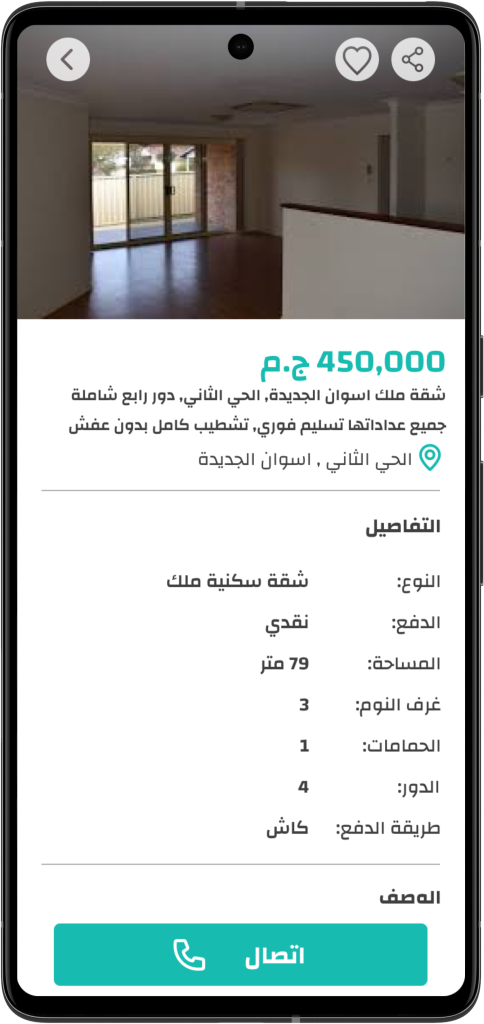 450,000 ج.م
شقة ملك اسوان الجديدة, الحي الثاني, دور رابع شاملة
جميع عداداتها تسليم فوري, تشطيب كامل بدون عفش
الحي الثاني , اسوان الجديدة
التفاصيل
النوع: شقة سكنية ملك
الدفع: نقدي
المساحة: 79 متر
غرف النوم: 3
الحمامات: 1
الدور: 4
طريقة الدفع: كاش
الوصف
اتصال